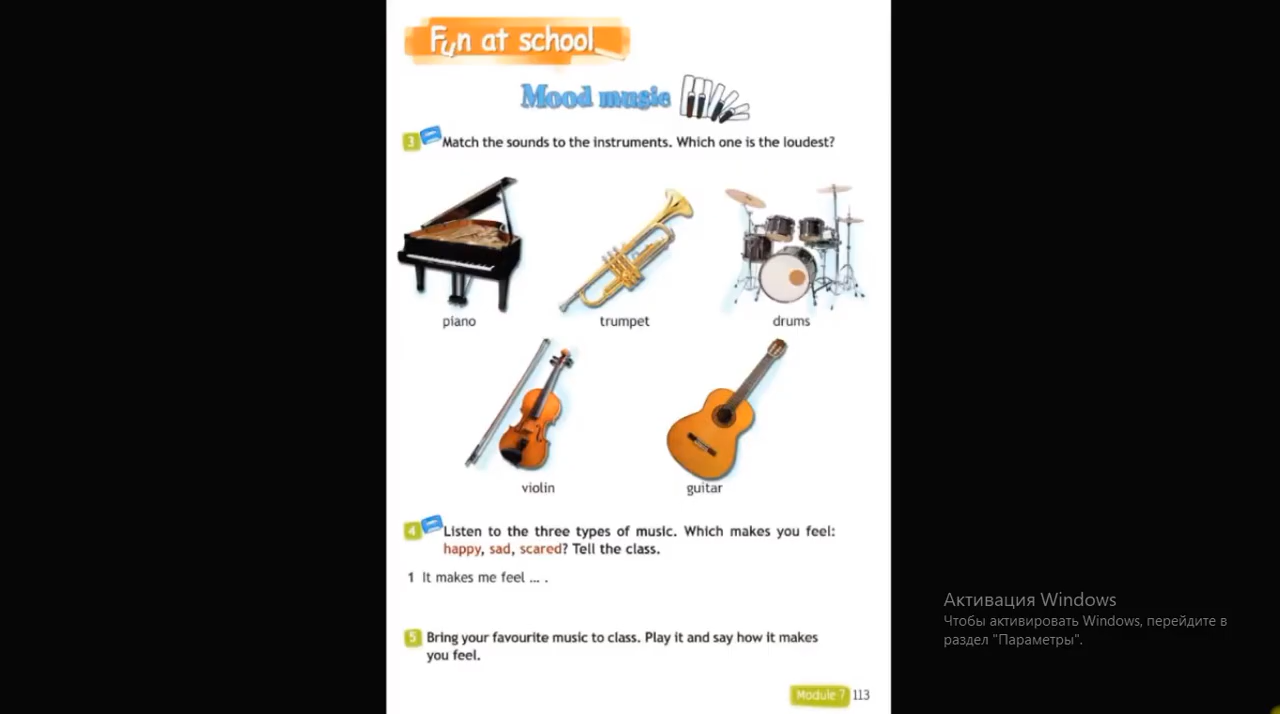 Fun at school
Mood music
3 Match the sounds to the instruments. Which one is the loudest?
piano
trumpet
drums
violin
guitar
4 Listen to the three types of music. Which makes you feel:
happy, sad, scared? Tell the class.
1 It makes me feel ... .
5 Bring your favourite music to class. Play it and say how it makes
you feel.
Module 7 113
Активация Windows
Чтобы активировать Windows, перейдите в
раздел "Параметры".